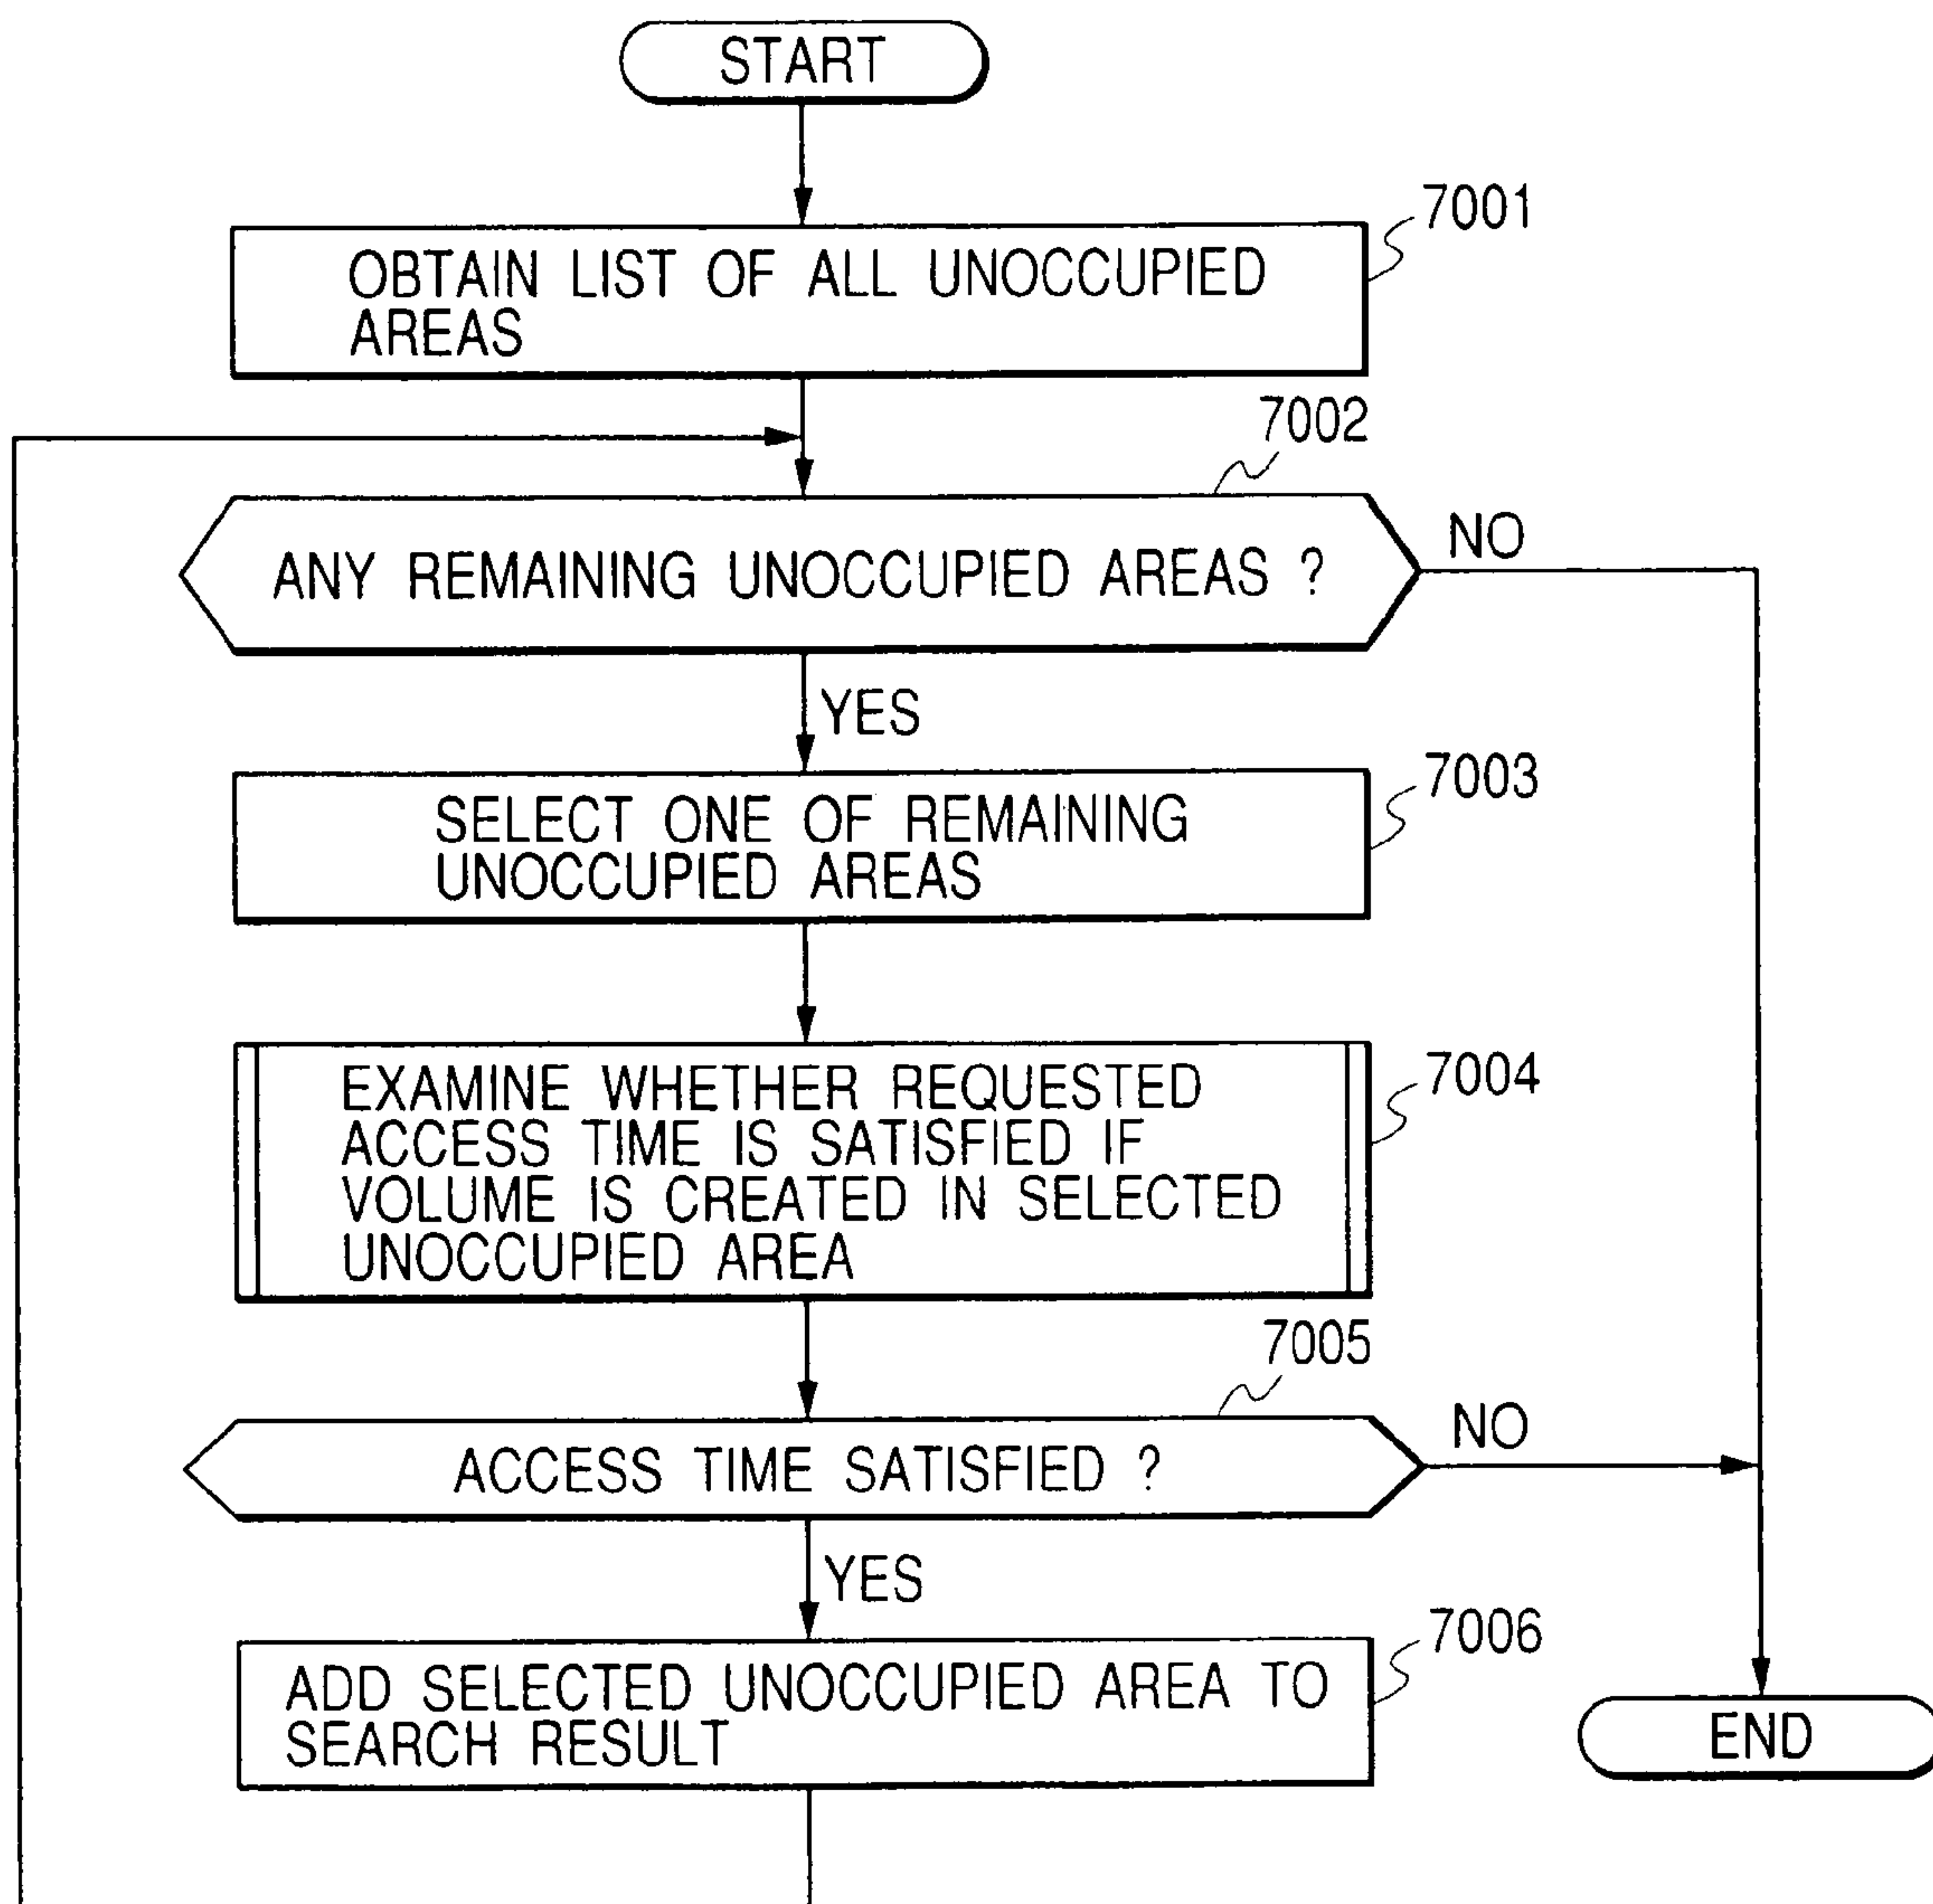 START
7001
OBTAIN LIST OF ALL UNOCCUPIED
AREAS
7002
ANY REMAINING UNOCCUPIED AREAS ?
NO
YES
7003
SELECT ONE OF REMAINING
UNOCCUPIED AREAS
7004
EXAMINE WHETHER REQUESTED
ACCESS TIME IS SATISFIED IF
VOLUME IS CREATED IN SELECTED
UNOCCUPIED AREA
7005
ACCESS TIME SATISFIED ?
NO
YES
7006
ADD SELECTED UNOCCUPIED AREA TO
SEARCH RESULT
END